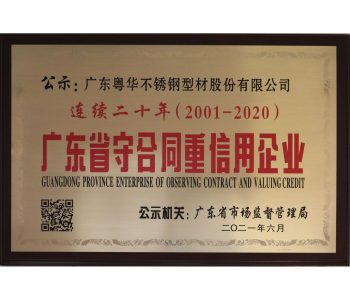 公示：广东粤华不锈钢型材股份有限公司
连续二十年(2001-2020)
广东省守合同重信用企业
GUANGDONG PROVINCE ENTERPRISE OF OBSERVING CONTRACT AND VALUING CREDIT
公示机关：广东省市场监督管理局
二〇二一年六月